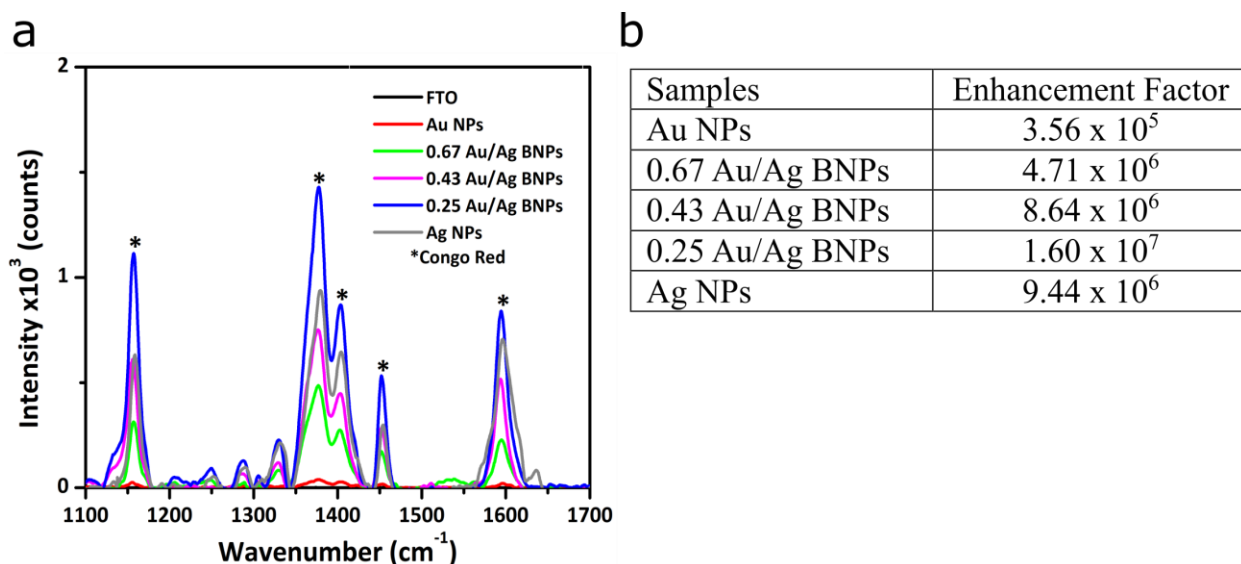 a
2
1
0
Intensity x10³ (counts)
FTO
Au NPs
0.67 Au/Ag BNPs
0.43 Au/Ag BNPs
0.25 Au/Ag BNPs
Ag NPs
*Congo Red
*
*
*
*
*
1100 1200 1300 1400 1500 1600 1700
Wavenumber (cm⁻¹)
b
Samples Enhancement Factor
Au NPs 3.56 x 10⁵
0.67 Au/Ag BNPs 4.71 x 10⁶
0.43 Au/Ag BNPs 8.64 x 10⁶
0.25 Au/Ag BNPs 1.60 x 10⁷
Ag NPs 9.44 x 10⁶